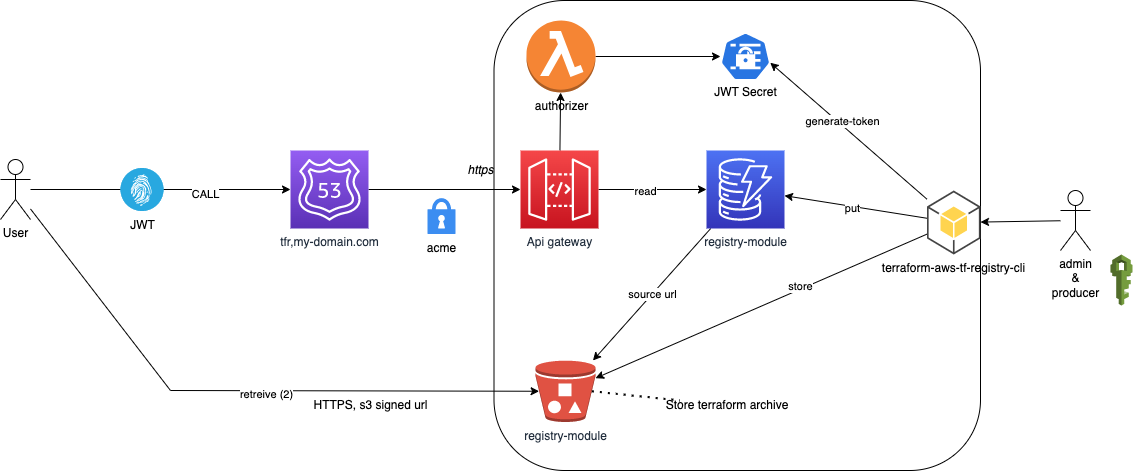 authorizer
JWT Secret
generate-token
https
CALL
read
put
53
User
JWT
tfr,my-domain.com
acme
Api gateway
registry-module
terraform-aws-tf-registry-cli
admin
&
producer
source url
store
retreive (2)
HTTPS, s3 signed url
Store terraform archive
registry-module